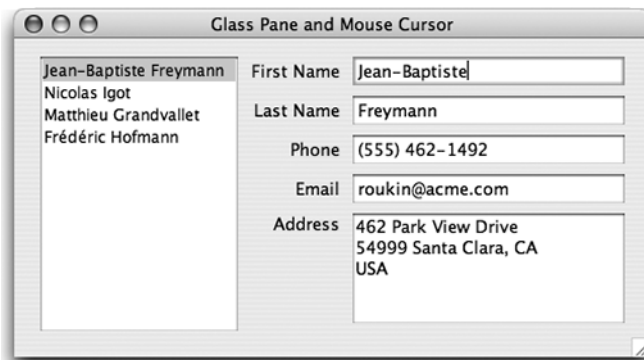 Glass Pane and Mouse Cursor
Jean-Baptiste Freymann
Nicolas Igot
Matthieu Grandvallet
Frédéric Hofmann
First Name Jean-Baptiste
Last Name Freymann
Phone (555) 462-1492
Email roukin@acme.com
Address 462 Park View Drive
54999 Santa Clara, CA
USA